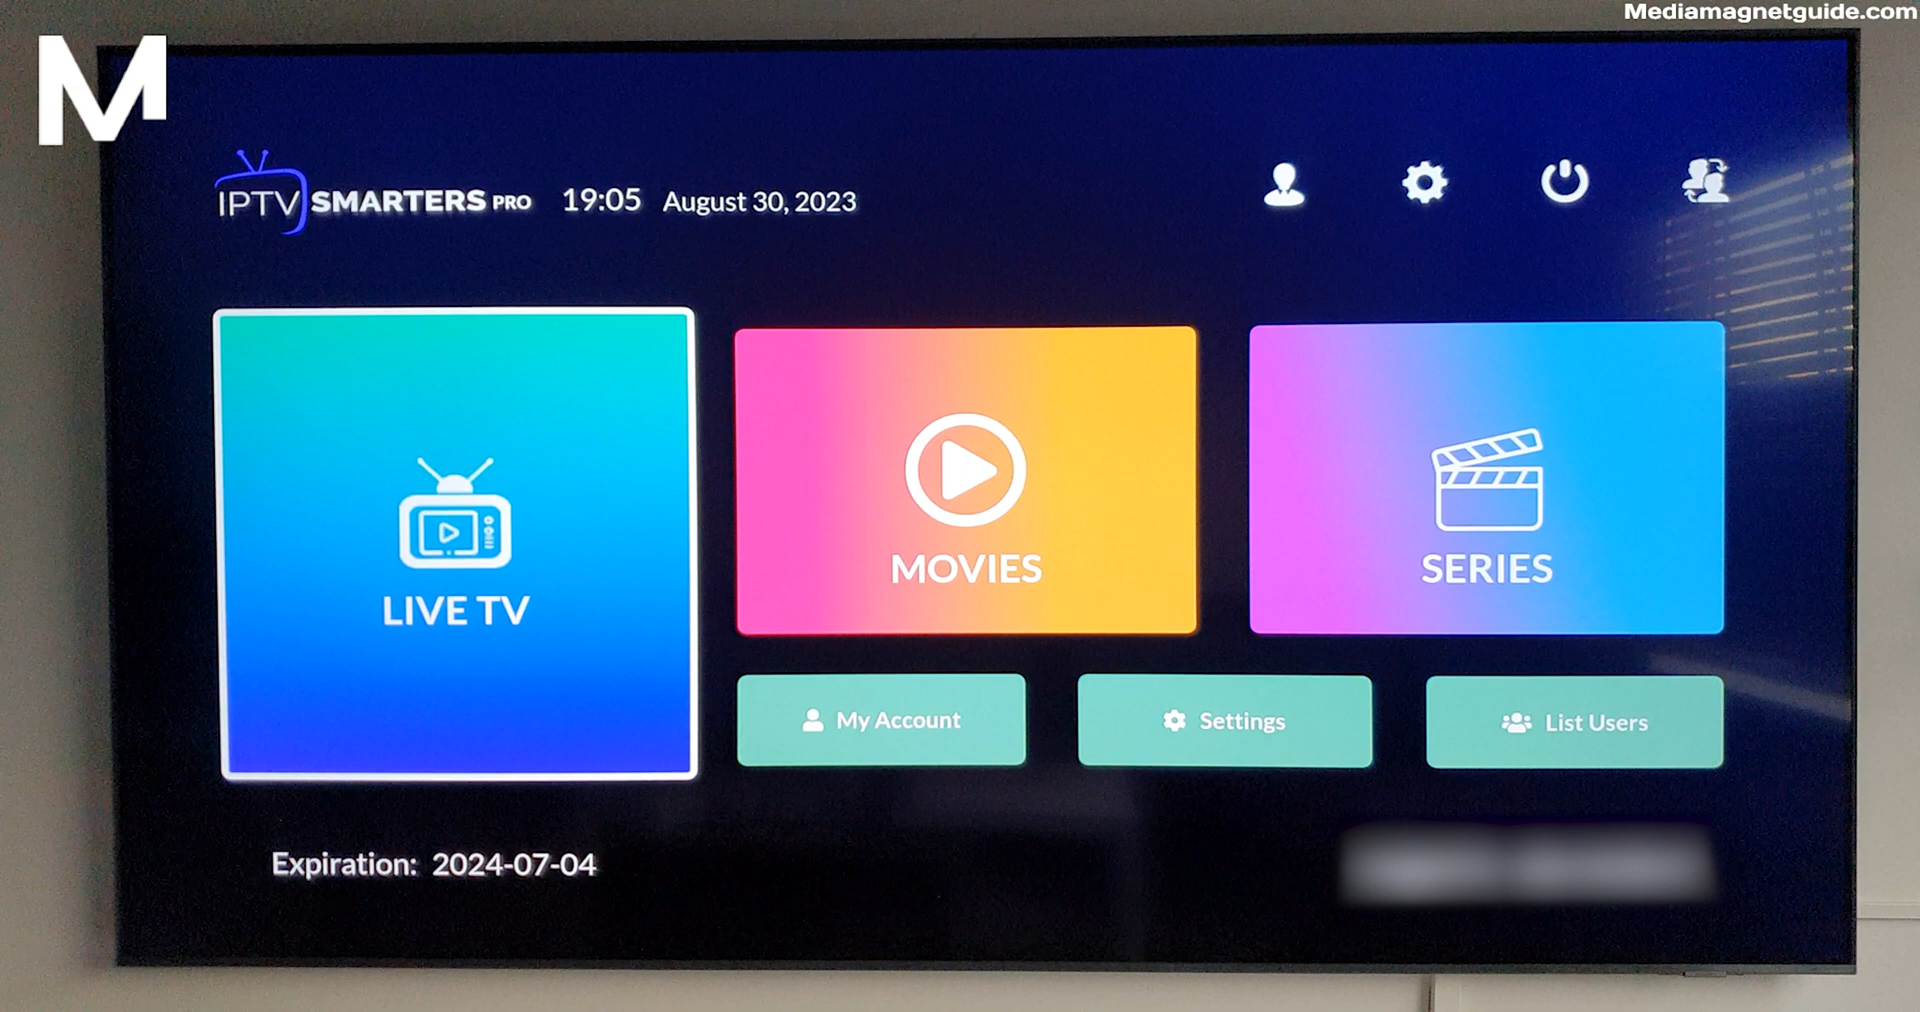 Mediamagnetguide.com
M
IPTV SMARTERS PRO 19:05 August 30, 2023
LIVE TV
MOVIES
SERIES
My Account
Settings
List Users
Expiration: 2024-07-04